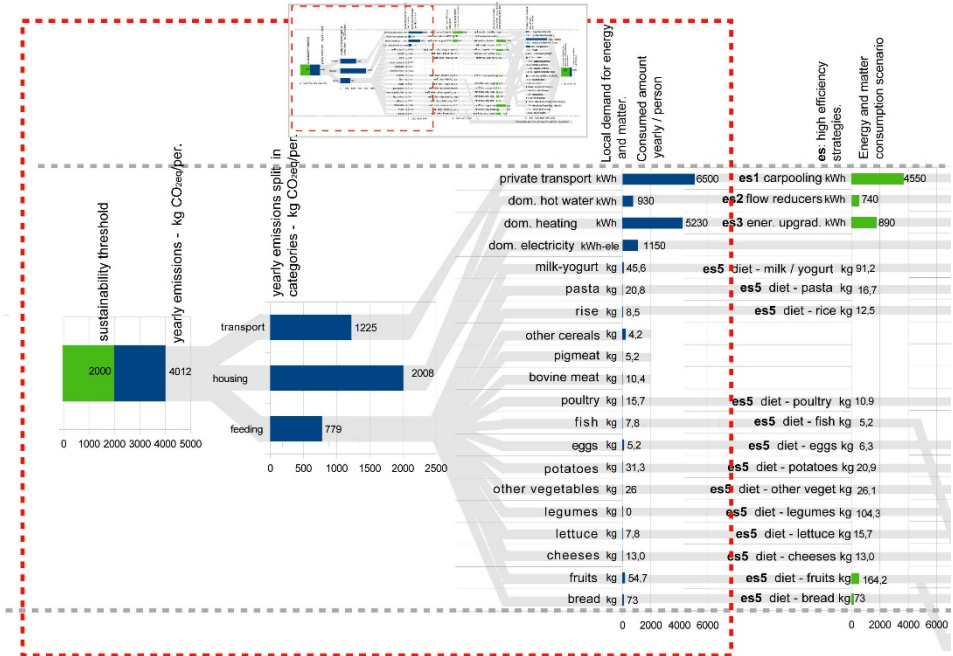 Local demand for energy
and matter.
Consumed amount
yearly / person
es: high efficiency
strategies.
Energy and matter
consumption scenario
sustainability threshold
yearly emissions - kg CO2eq/per.
yearly emissions split in
categories - kg CO2eq/per.
private transport kWh 6500 es1 carpooling kWh 4550
dom. hot water kWh 930 es2 flow reducers kWh 740
dom. heating kWh 5230 es3 ener. upgrad. kWh 890
dom. electricity kWh-ele 1150
milk-yogurt kg 45,6 es5 diet - milk / yogurt kg 91,2
pasta kg 20,8 es5 diet - pasta kg 16,7
rise kg 8,5 es5 diet - rice kg 12,5
other cereals kg 4,2
pigmeat kg 5,2
bovine meat kg 10,4
poultry kg 15,7 es5 diet - poultry kg 10,9
fish kg 7,8 es5 diet - fish kg 5,2
eggs kg 5,2 es5 diet - eggs kg 6,3
potatoes kg 31,3 es5 diet - potatoes kg 20,9
other vegetables kg 26 es5 diet - other veget kg 26,1
legumes kg 0 es5 diet - legumes kg 104,3
lettuce kg 7,8 es5 diet - lettuce kg 15,7
cheeses kg 13,0 es5 diet - cheeses kg 13,0
fruits kg 54,7 es5 diet - fruits kg 164,2
bread kg 73 es5 diet - bread kg 73
0 2000 4000 6000 0 2000 4000 6000
transport 1225
housing 2008
feeding 779
0 500 1000 1500 2000 2500
2000 4012
0 1000 2000 3000 4000 5000